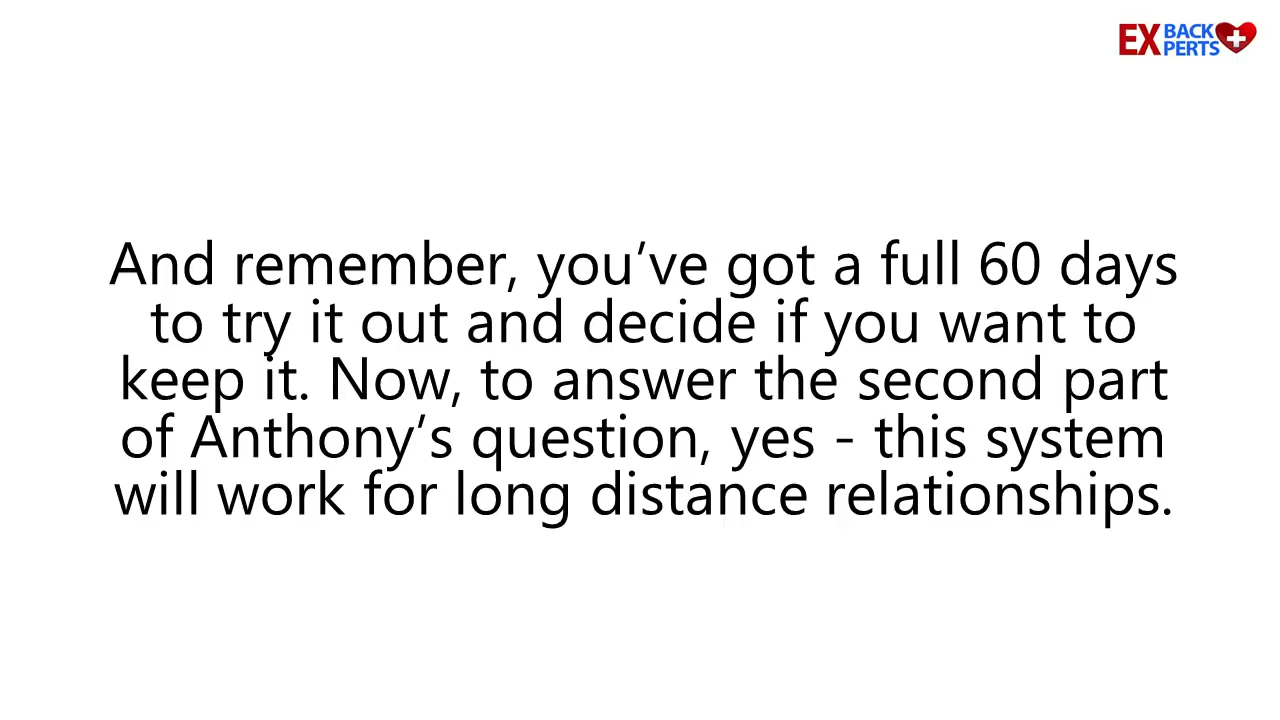 EX BACK
PERTS
And remember, you’ve got a full 60 days
to try it out and decide if you want to
keep it. Now, to answer the second part
of Anthony’s question, yes - this system
will work for long distance relationships.